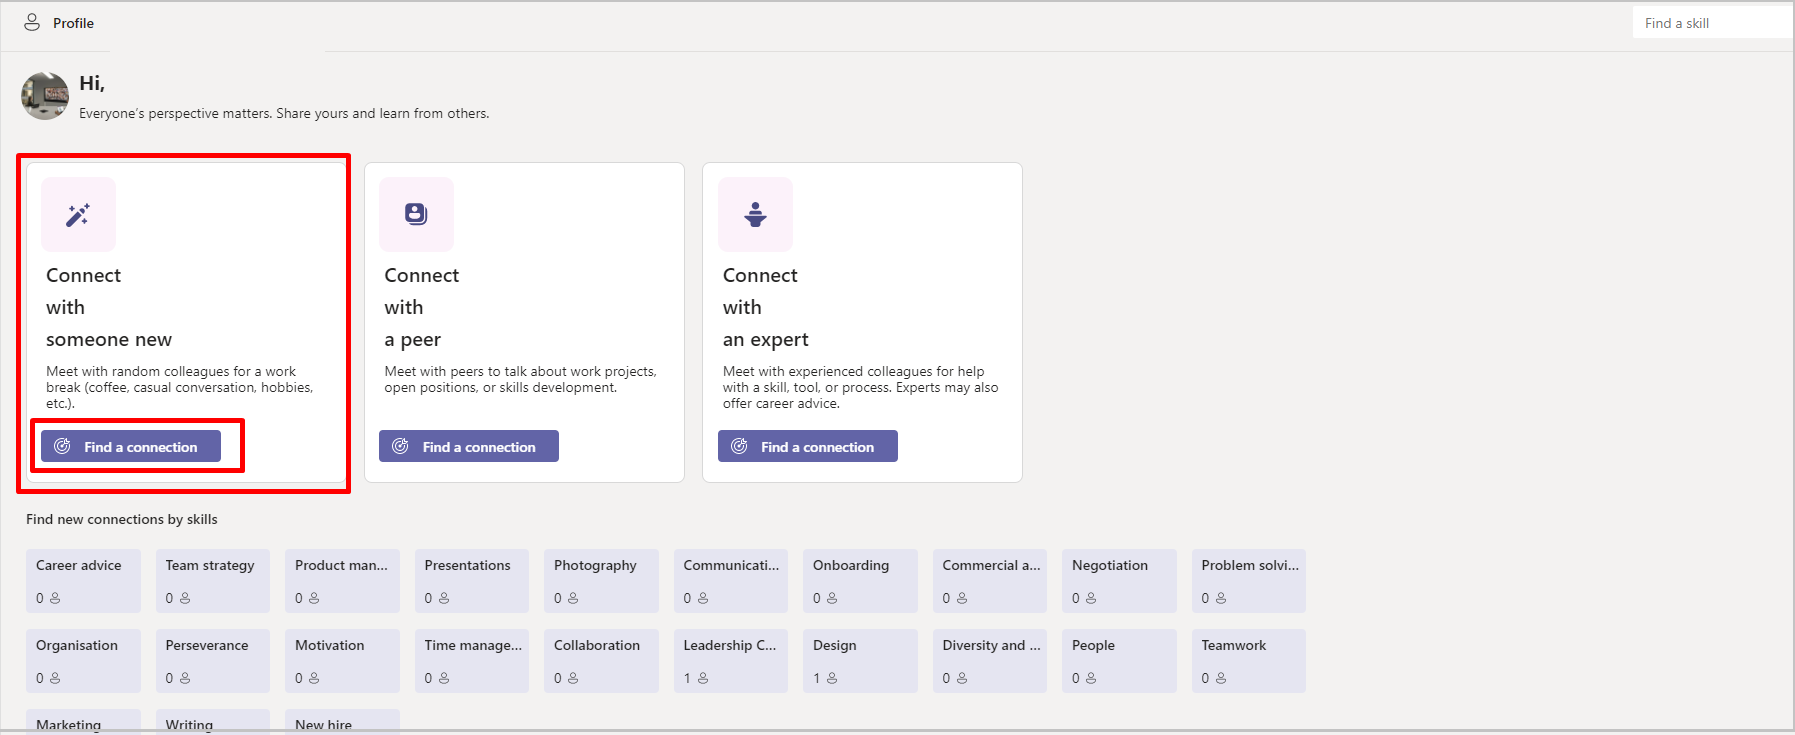 Profile
Find a skill
Hi,
Everyone's perspective matters. Share yours and learn from others.
Connect
with
someone new
Meet with random colleagues for a work
break (coffee, casual conversation, hobbies,
etc.).
Find a connection
Connect
with
a peer
Meet with peers to talk about work projects,
open positions, or skills development.
Find a connection
Connect
with
an expert
Meet with experienced colleagues for help
with a skill, tool, or process. Experts may also
offer career advice.
Find a connection
Find new connections by skills
Career advice
0
Team strategy
0
Product man...
0
Presentations
0
Photography
0
Communicati...
0
Onboarding
0
Commercial a...
0
Negotiation
0
Problem solvi...
0
Organisation
0
Perseverance
0
Motivation
0
Time manage...
0
Collaboration
0
Leadership C...
1
Design
1
Diversity and ...
0
People
0
Teamwork
0
Marketing
Writing
New hire